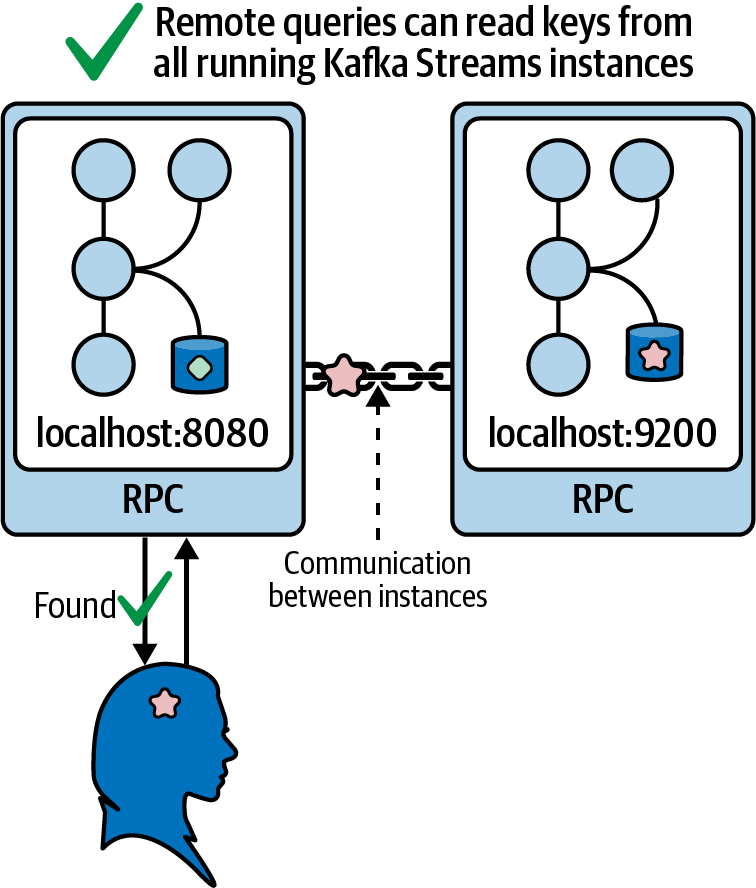 Remote queries can read keys from
all running Kafka Streams instances
localhost:8080
localhost:9200
RPC
RPC
Communication
between instances
Found